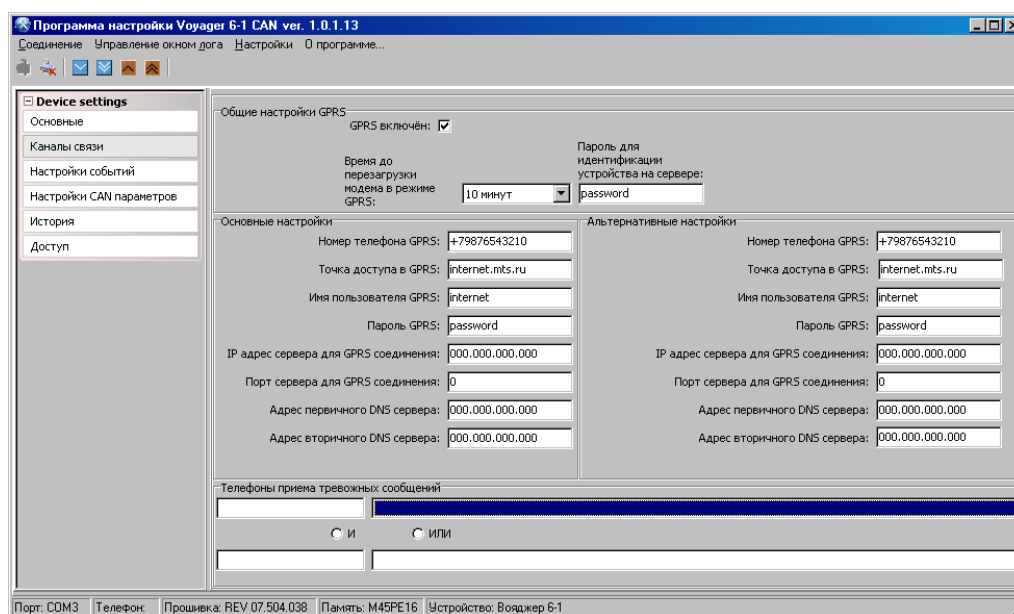 Программа настройки Voyager 6-1 CAN ver. 1.0.1.13
Соединение Управление окном лога Настройки О программе...
Device settings
Основные
Каналы связи
Настройки событий
Настройки CAN параметров
История
Доступ
Общие настройки GPRS
GPRS включён:
Время до
перезагрузки
модема в режиме
GPRS:
10 минут
Пароль для
идентификации
устройства на сервере:
password
Основные настройки
Номер телефона GPRS: +79876543210
Точка доступа в GPRS: internet.mts.ru
Имя пользователя GPRS: internet
Пароль GPRS: password
IP адрес сервера для GPRS соединения: 000.000.000.000
Порт сервера для GPRS соединения: 0
Адрес первичного DNS сервера: 000.000.000.000
Адрес вторичного DNS сервера: 000.000.000.000
Альтернативные настройки
Номер телефона GPRS: +79876543210
Точка доступа в GPRS: internet.mts.ru
Имя пользователя GPRS: internet
Пароль GPRS: password
IP адрес сервера для GPRS соединения: 000.000.000.000
Порт сервера для GPRS соединения: 0
Адрес первичного DNS сервера: 000.000.000.000
Адрес вторичного DNS сервера: 000.000.000.000
Телефоны приема тревожных сообщений
И ИЛИ
Порт: COM3 Телефон: Прошивка: REV 07.504.038 Память: M45PE16 Устройство: Вояджер 6-1